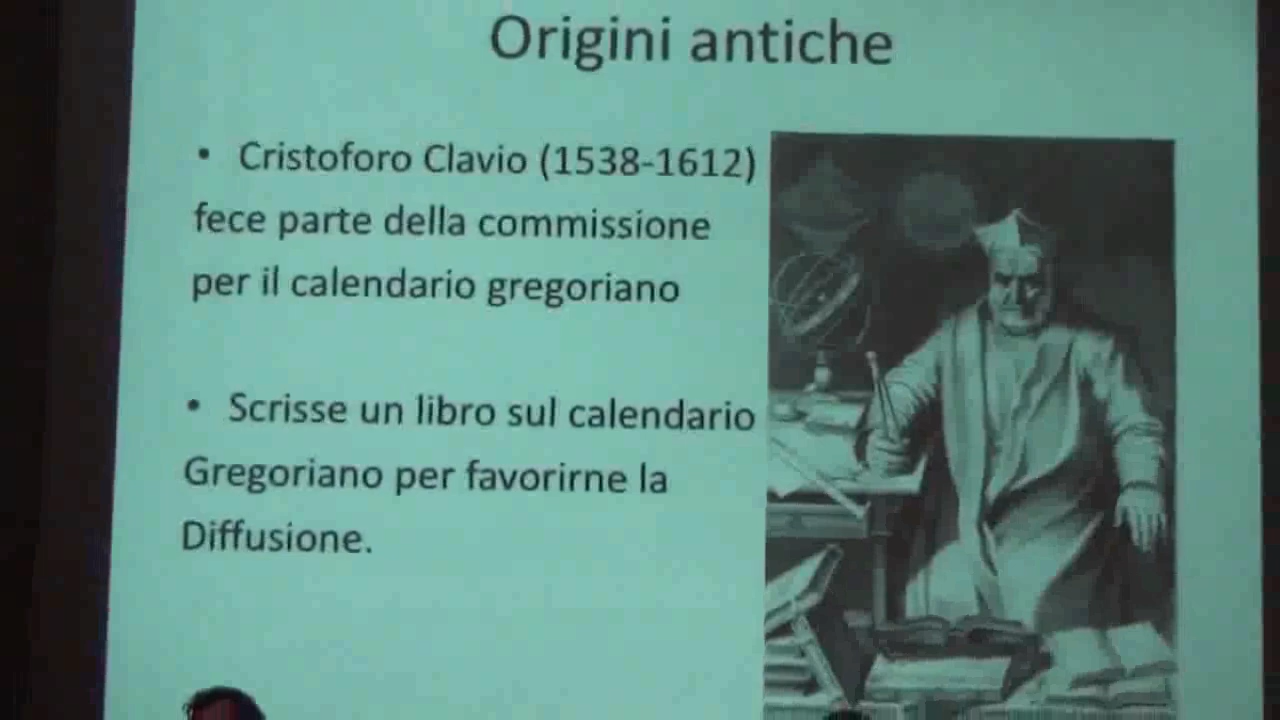 Origini antiche
• Cristoforo Clavio (1538-1612)
fece parte della commissione
per il calendario gregoriano
• Scrisse un libro sul calendario
Gregoriano per favorirne la
Diffusione.